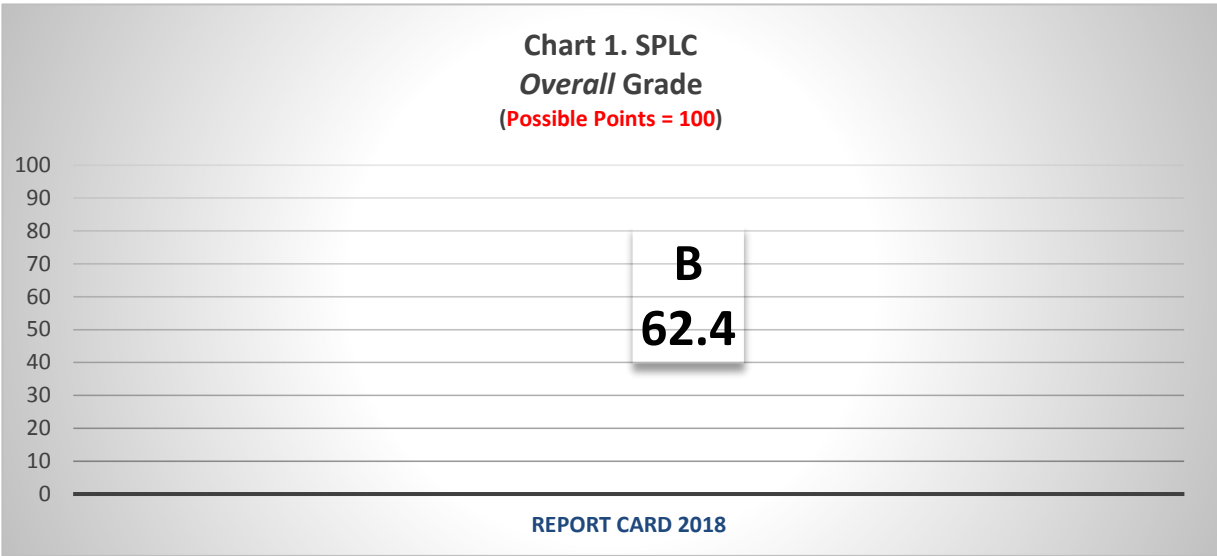 Chart 1. SPLC
Overall Grade
(Possible Points = 100)
100
90
80
70
60
50
40
30
20
10
0
B
62.4
REPORT CARD 2018